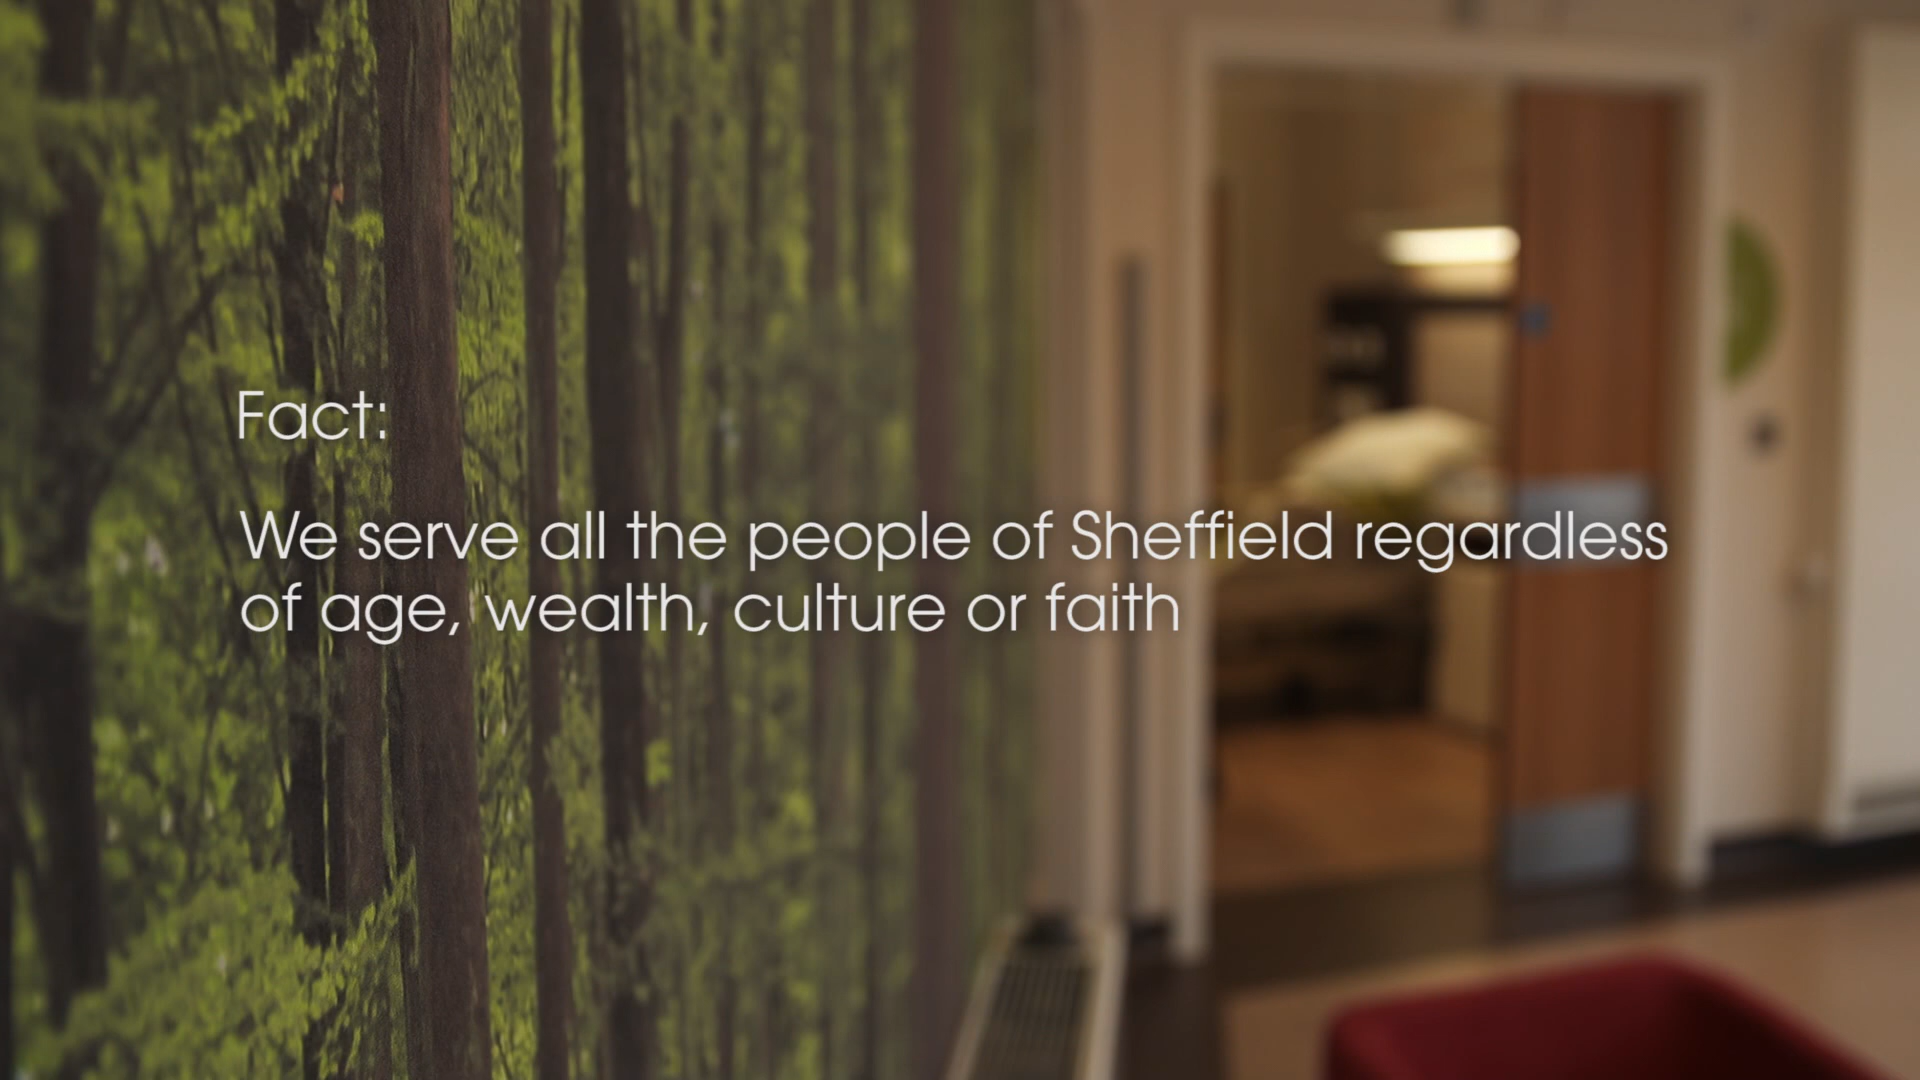 Fact:
We serve all the people of Sheffield regardless
of age, wealth, culture or faith